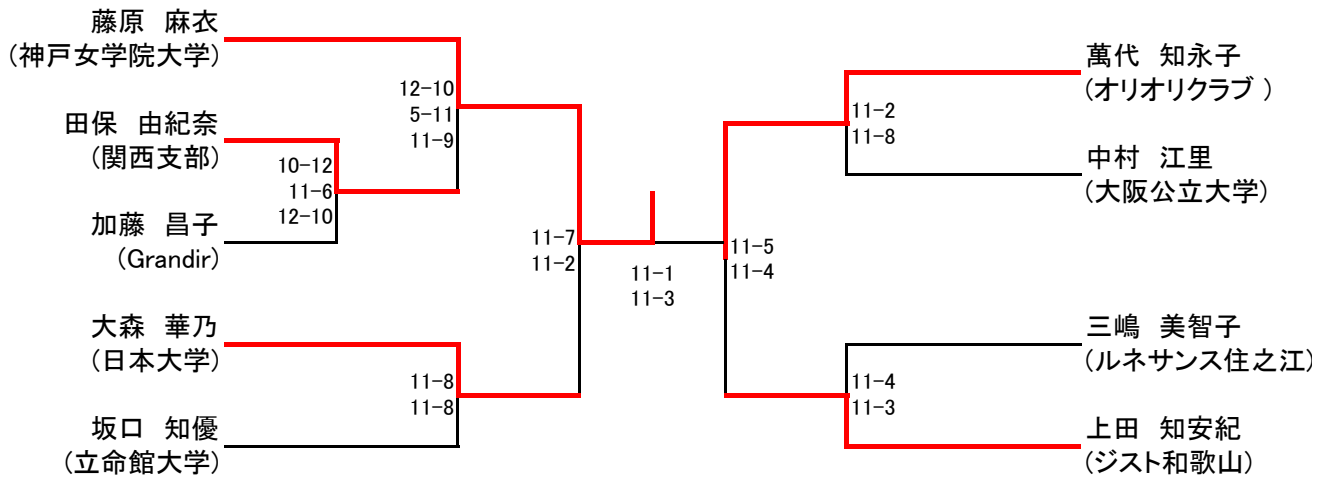 藤原　麻衣
(神戸女学院大学)
田保　由紀奈
(関西支部)
加藤　昌子
(Grandir)
大森　華乃
(日本大学)
坂口　知優
(立命館大学)
10-12
11-6
12-10
12-10
5-11
11-9
11-8
11-8
11-7
11-2
11-1
11-3
11-5
11-4
11-2
11-8
11-4
11-3
萬代　知永子
(オリオリクラブ )
中村　江里
(大阪公立大学)
三嶋　美智子
(ルネサンス住之江)
上田　知安紀
(ジスト和歌山)